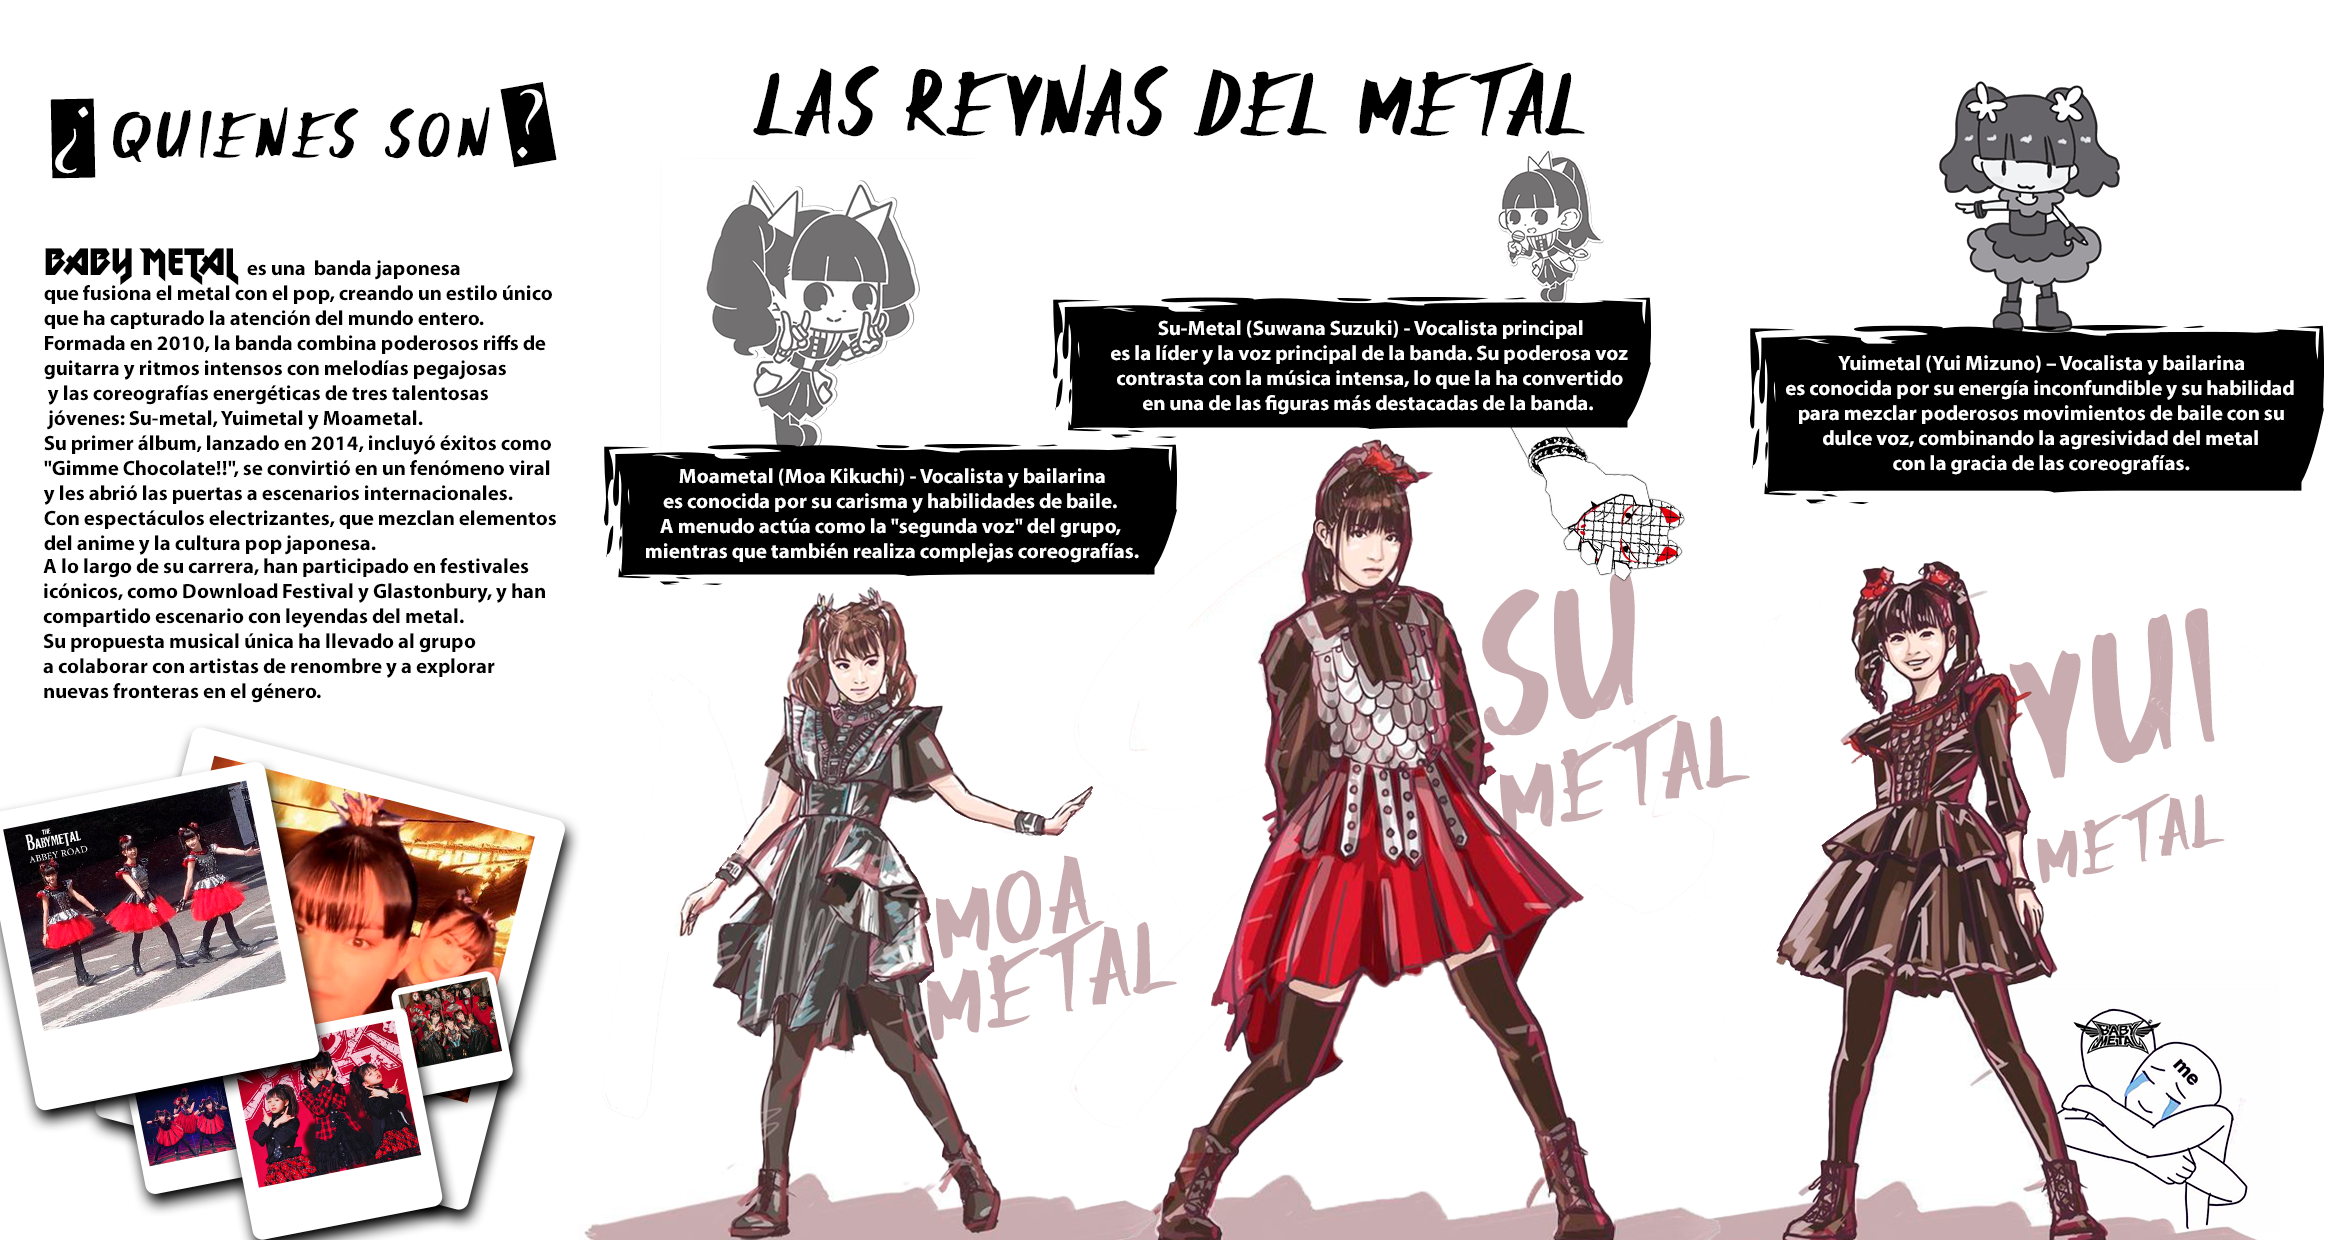 ¿QUIENES SON?
BABY METAL es una banda japonesa
que fusiona el metal con el pop, creando un estilo único
que ha capturado la atención del mundo entero.
Formada en 2010, la banda combina poderosos riffs de
guitarra y ritmos intensos con melodías pegajosas
y las coreografías energéticas de tres talentosas
jóvenes: Su-metal, Yuimetal y Moametal.
Su primer álbum, lanzado en 2014, incluyó éxitos como
"Gimme Chocolate!!", se convirtió en un fenómeno viral
y les abrió las puertas a escenarios internacionales.
Con espectáculos electrizantes, que mezclan elementos
del anime y la cultura pop japonesa.
A lo largo de su carrera, han participado en festivales
icónicos, como Download Festival y Glastonbury, y han
compartido escenario con leyendas del metal.
Su propuesta musical única ha llevado al grupo
a colaborar con artistas de renombre y a explorar
nuevas fronteras en el género.
THE
BABYMETAL
ABBEY ROAD
LAS REYNAS DEL METAL
Moametal (Moa Kikuchi) - Vocalista y bailarina
es conocida por su carisma y habilidades de baile.
A menudo actúa como la "segunda voz" del grupo,
mientras que también realiza complejas coreografías.
MOA
METAL
Su-Metal (Suwana Suzuki) - Vocalista principal
es la líder y la voz principal de la banda. Su poderosa voz
contrasta con la música intensa, lo que la ha convertido
en una de las figuras más destacadas de la banda.
SU
METAL
Yuimetal (Yui Mizuno) – Vocalista y bailarina
es conocida por su energía inconfundible y su habilidad
para mezclar poderosos movimientos de baile con su
dulce voz, combinando la agresividad del metal
con la gracia de las coreografías.
YUI
METAL
BABY
METAL
me